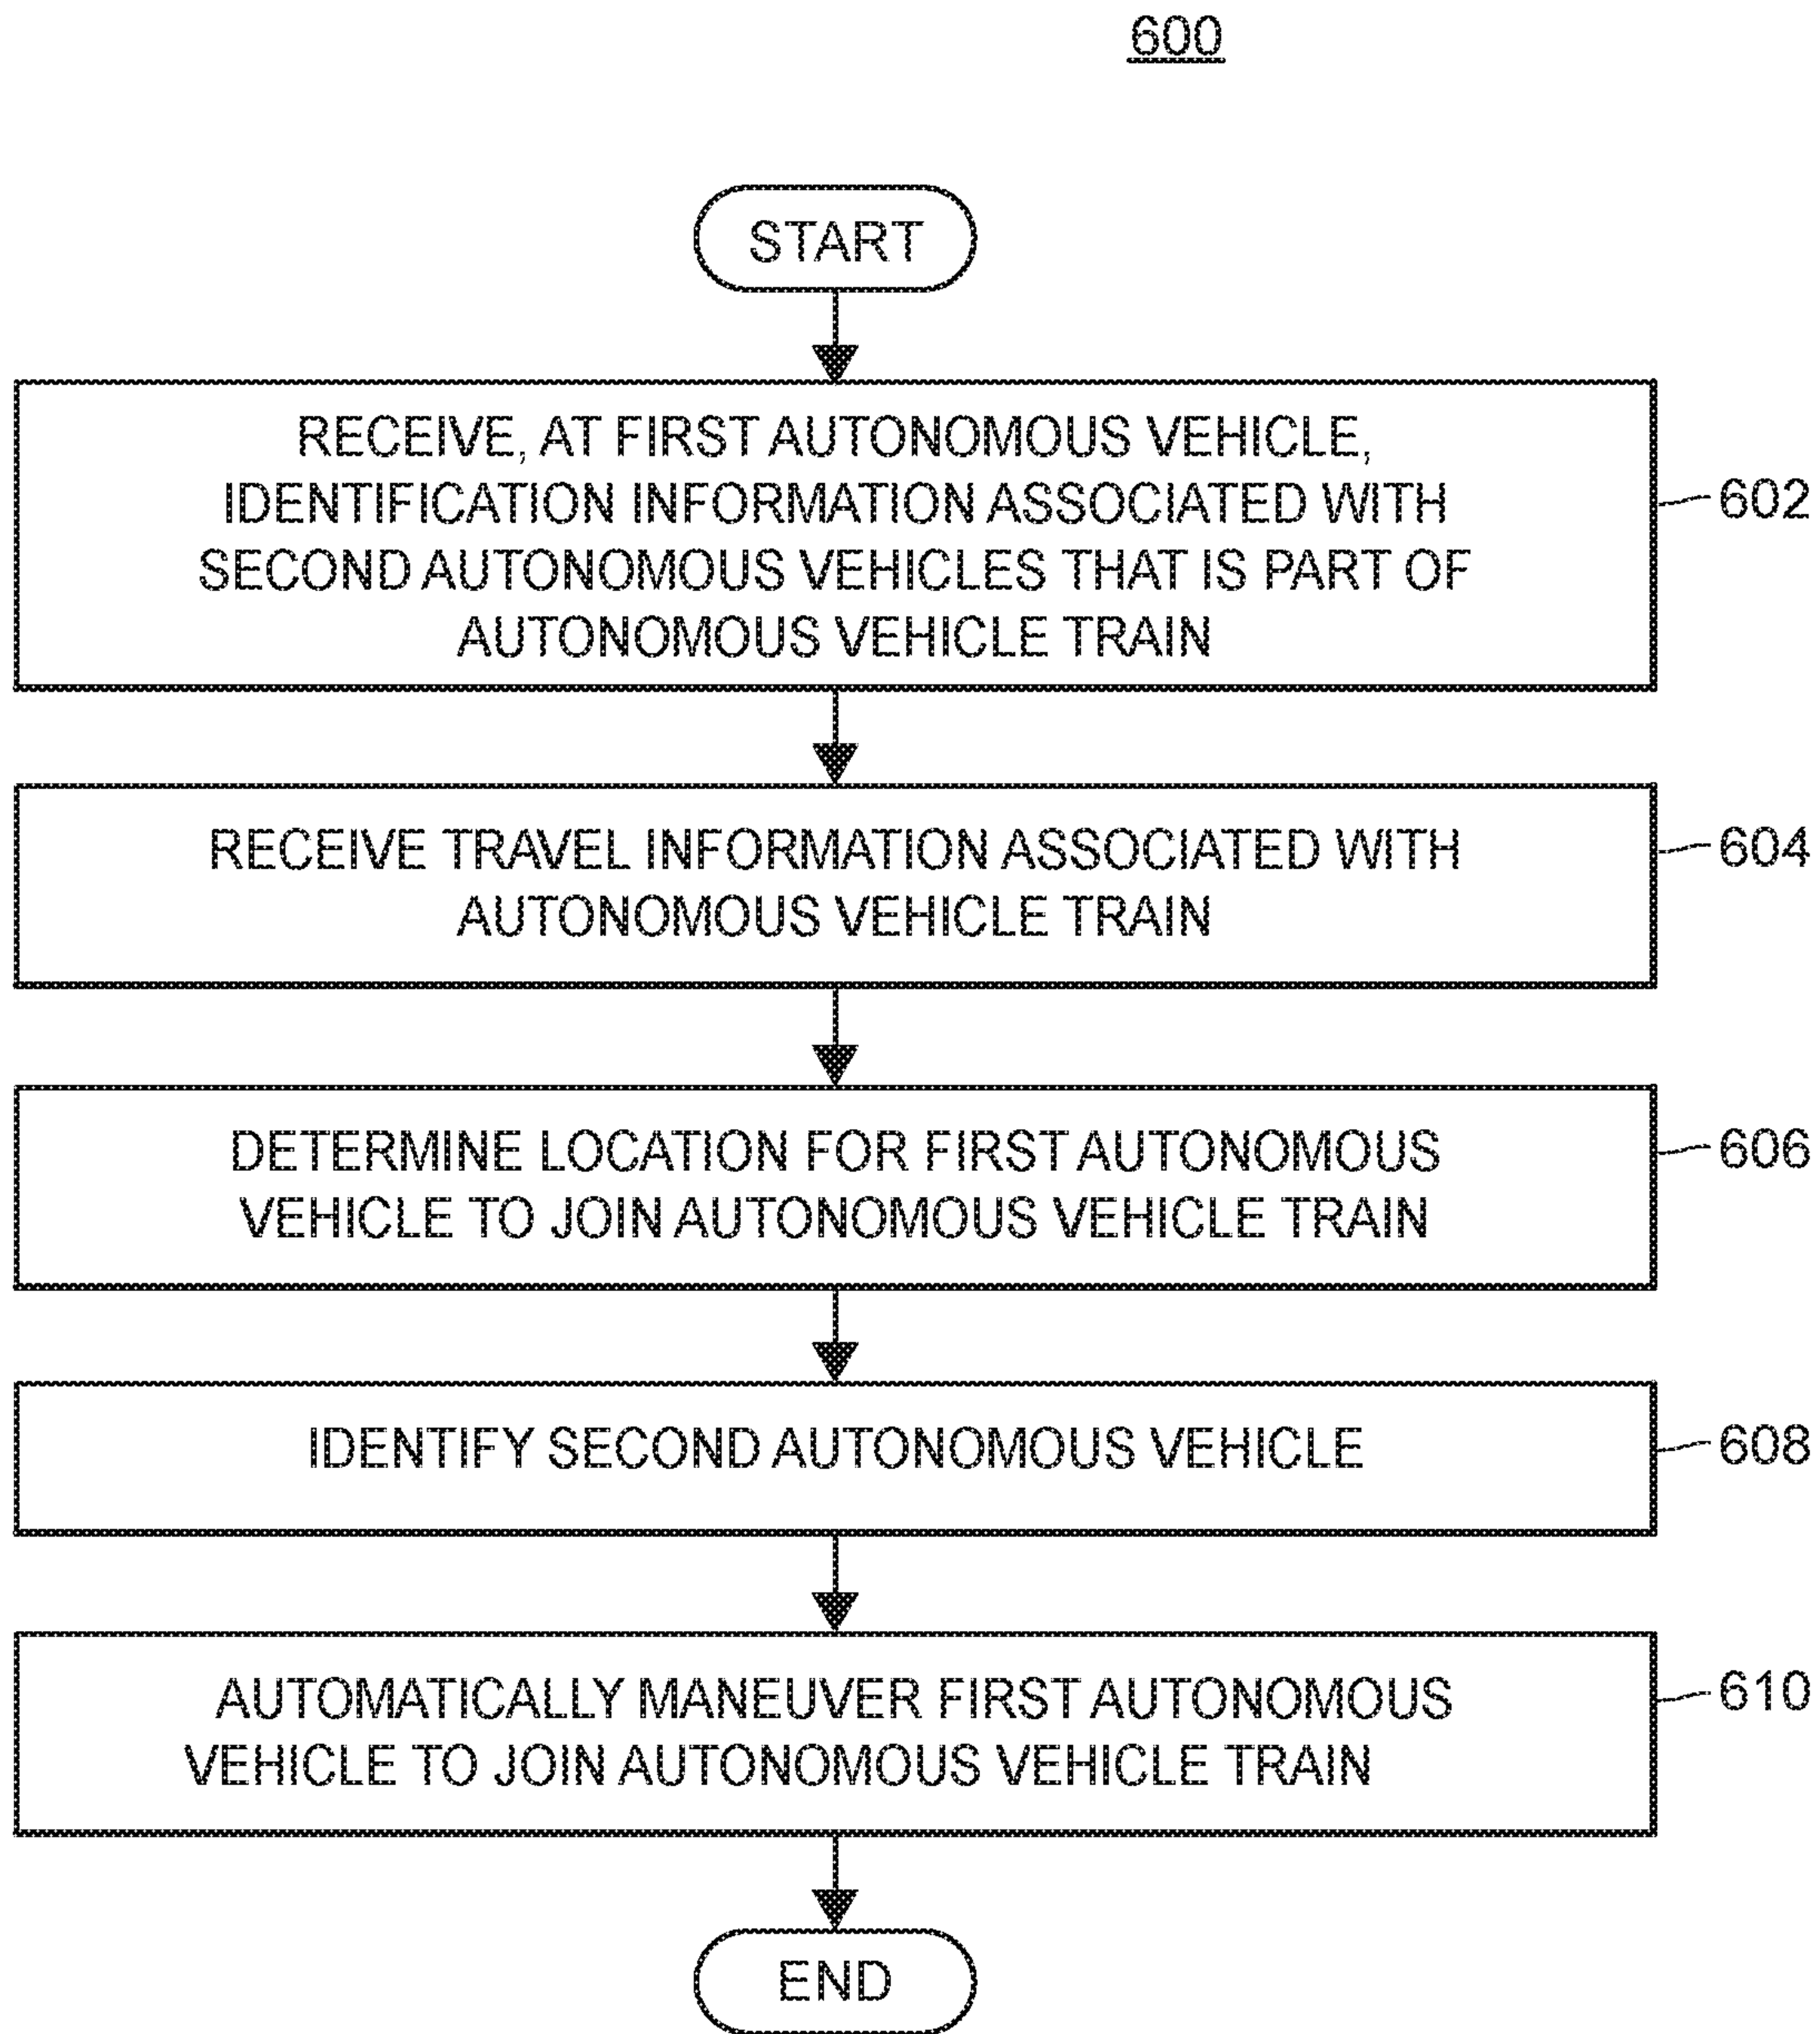 600
START
RECEIVE, AT FIRST AUTONOMOUS VEHICLE,
IDENTIFICATION INFORMATION ASSOCIATED WITH
SECOND AUTONOMOUS VEHICLES THAT IS PART OF
AUTONOMOUS VEHICLE TRAIN
602
RECEIVE TRAVEL INFORMATION ASSOCIATED WITH
AUTONOMOUS VEHICLE TRAIN
604
DETERMINE LOCATION FOR FIRST AUTONOMOUS
VEHICLE TO JOIN AUTONOMOUS VEHICLE TRAIN
606
IDENTIFY SECOND AUTONOMOUS VEHICLE
608
AUTOMATICALLY MANEUVER FIRST AUTONOMOUS
VEHICLE TO JOIN AUTONOMOUS VEHICLE TRAIN
610
END